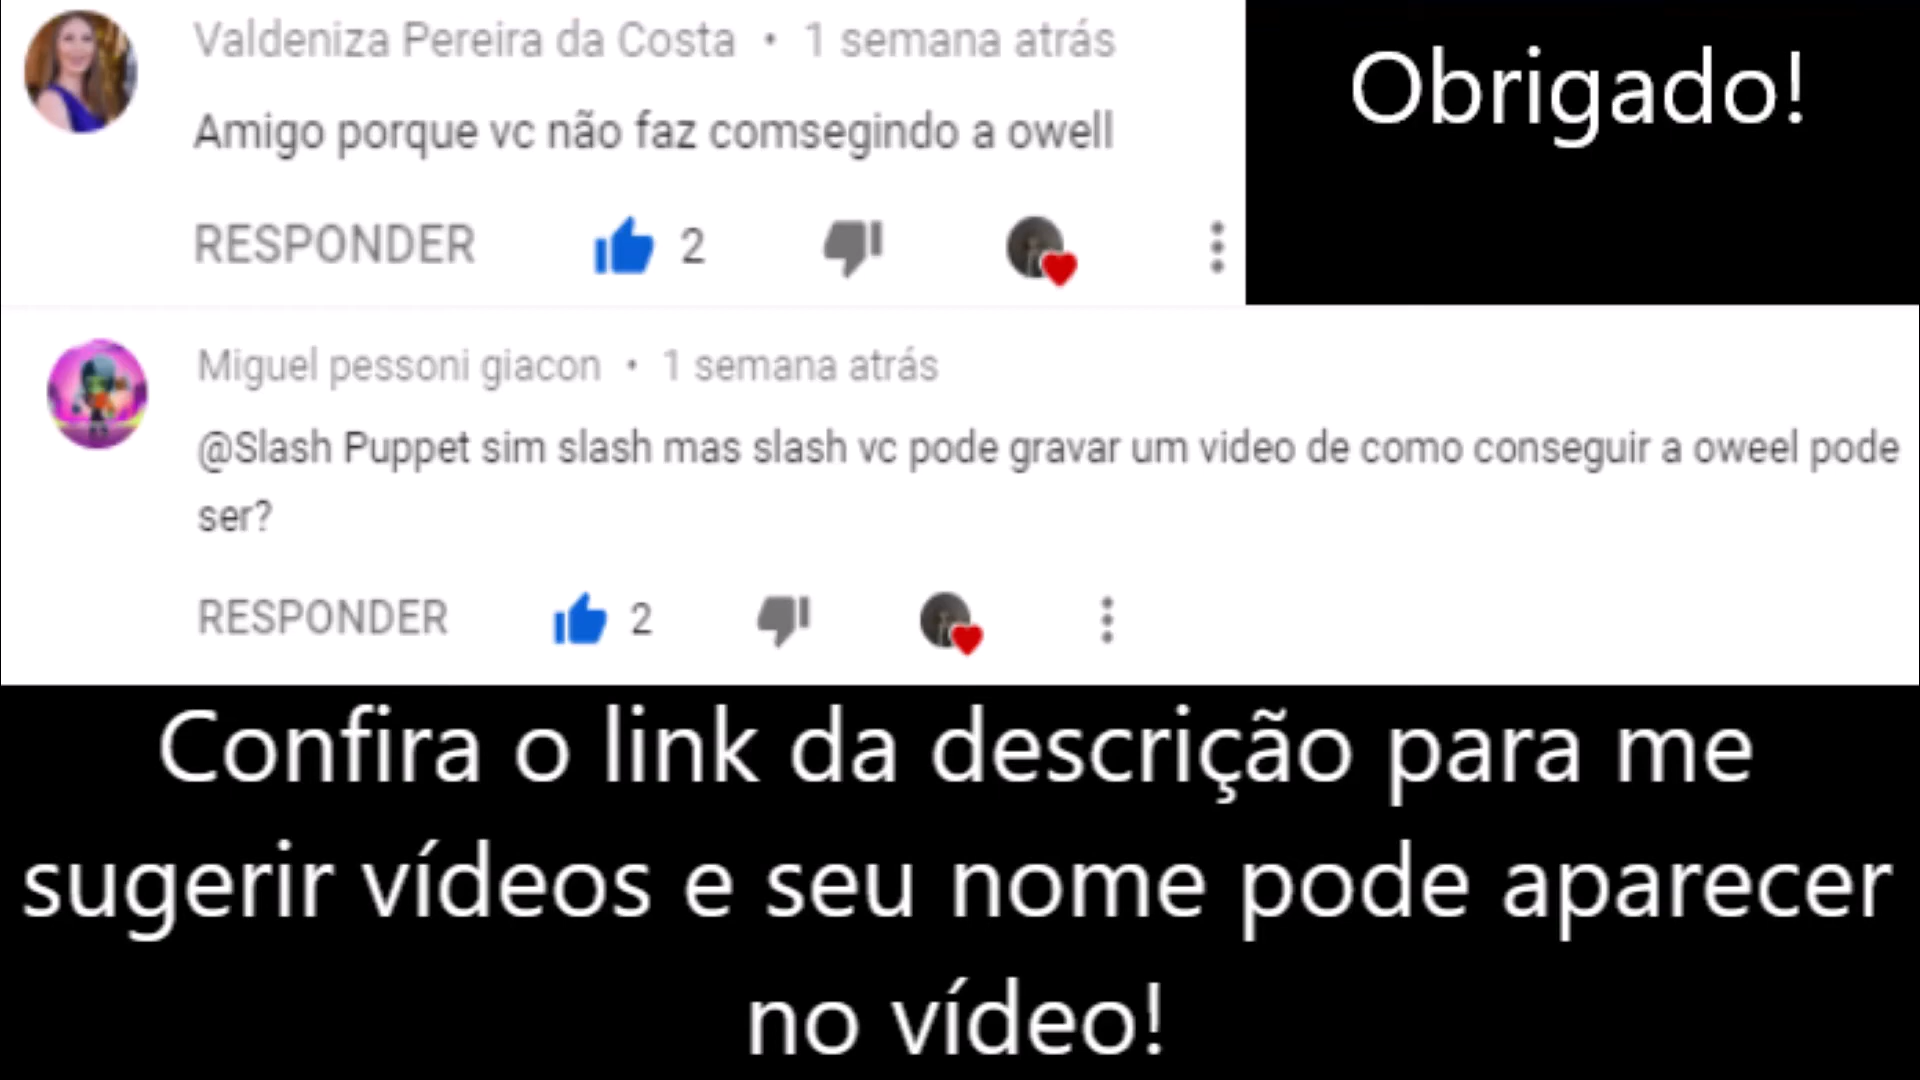 Valdeniza Pereira da Costa • 1 semana atrás
Obrigado!
Amigo porque vc não faz comsegindo a owell
RESPONDER 2
Miguel pessoni giacon • 1 semana atrás
@Slash Puppet sim slash mas slash vc pode gravar um video de como conseguir a oweel pode
ser?
RESPONDER 2
Confira o link da descrição para me
sugerir vídeos e seu nome pode aparecer
no vídeo!